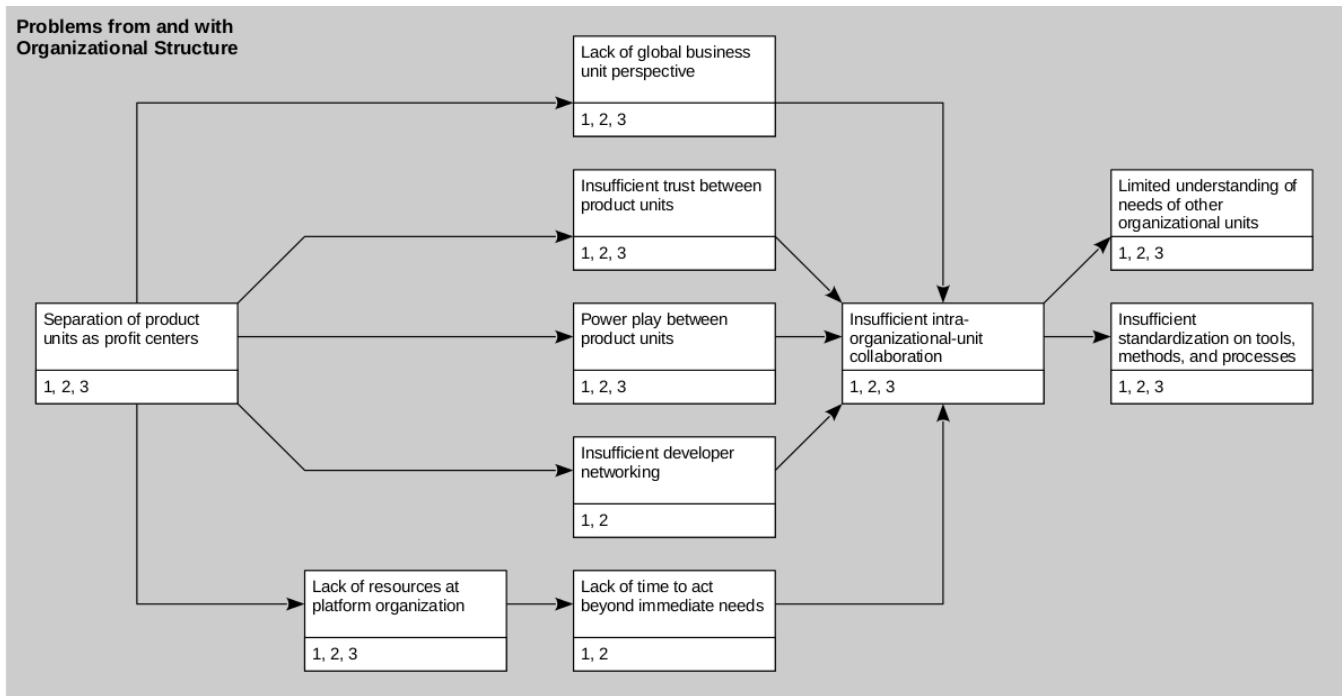 Problems from and with
Organizational Structure
Lack of global business
unit perspective
1, 2, 3
Insufficient trust between
product units
1, 2, 3
Limited understanding of
needs of other
organizational units
1, 2, 3
Separation of product
units as profit centers
1, 2, 3
Power play between
product units
1, 2, 3
Insufficient intra-
organizational-unit
collaboration
1, 2, 3
Insufficient
standardization on tools,
methods, and processes
1, 2, 3
Insufficient developer
networking
1, 2
Lack of resources at
platform organization
1, 2, 3
Lack of time to act
beyond immediate needs
1, 2